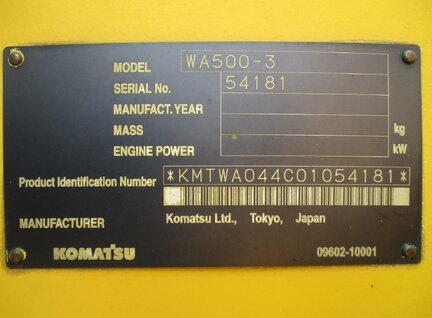 MODEL WA500-3
SERIAL No. 54181
MANUFACT. YEAR
MASS kg
ENGINE POWER kW
Product Identification Number *KMTWA044C01054181*
MANUFACTURER Komatsu Ltd., Tokyo, Japan
KOMATSU 09602-10001